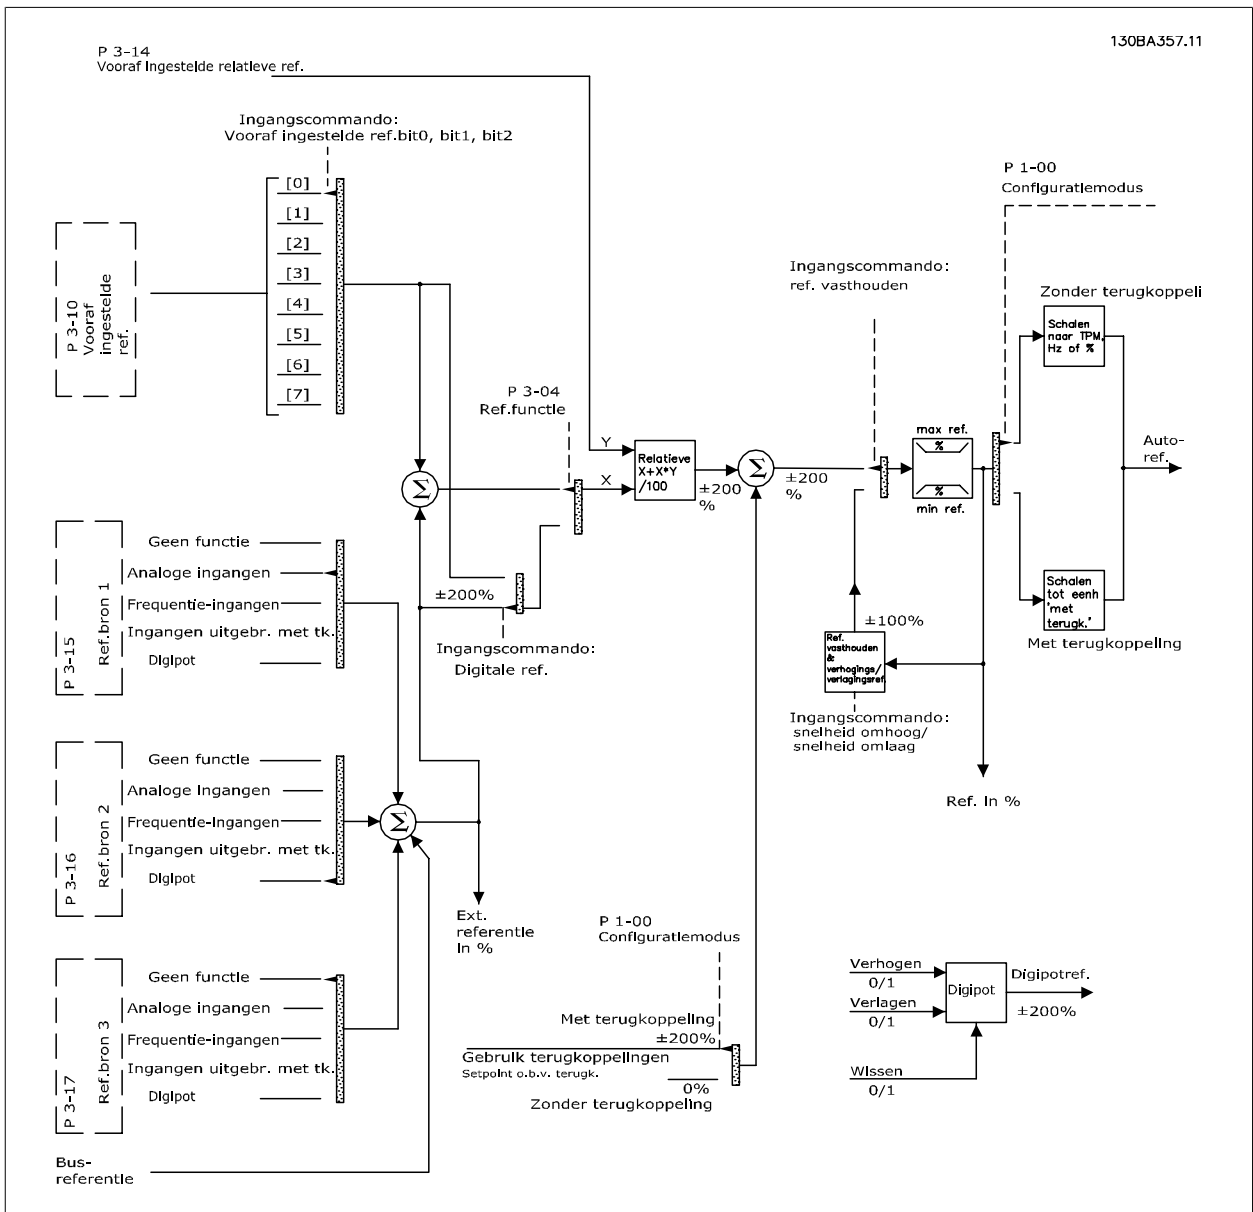 130BA357.11
P 3-14
Vooraf ingestelde relatieve ref.
Ingangscommando:
Vooraf ingestelde ref.bit0, bit1, bit2
[0]
[1]
[2]
[3]
[4]
[5]
[6]
[7]
P 3-10
Vooraf
ingestelde
ref.
P 1-00
Configuratiemodus
Ingangscommando:
ref. vasthouden
Zonder terugkoppeli
Schalen
naar TPM,
Hz of %
P 3-04
Ref.functie
Y
X
Relatieve
X+X*Y
/100
±200
%
Σ
±200
%
max ref.
%
%
min ref.
Auto-
ref.
Σ
P 3-15
Ref.bron 1
Geen functie
Analoge ingangen
Frequentie-ingangen
Ingangen uitgebr. met tk.
Digipot
±200%
Ingangscommando:
Digitale ref.
Schalen
tot eenh
'met
terugk.'
Met terugkoppeling
±100%
Ref.
vasthouden
&
verhogings/
verlagingsref.
Ingangscommando:
snelheid omhoog/
snelheid omlaag
Ref. in %
P 3-16
Ref.bron 2
Geen functie
Analoge ingangen
Frequentie-ingangen
Ingangen uitgebr. met tk.
Digipot
Σ
Ext.
referentie
in %
P 1-00
Configuratiemodus
Met terugkoppeling
±200%
Gebruik terugkoppelingen
Setpoint o.b.v. terugk.
0%
Zonder terugkoppeling
Verhogen
0/1
Verlagen
0/1
Wissen
0/1
Digipot
Digipotref.
±200%
P 3-17
Ref.bron 3
Geen functie
Analoge ingangen
Frequentie-ingangen
Ingangen uitgebr. met tk.
Digipot
Bus-
referentie